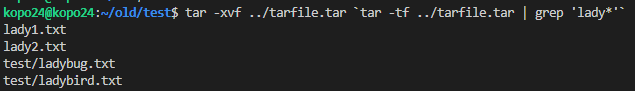 kopo24@kopo24:~/old/test$ tar -xvf ../tarfile.tar `tar -tf ../tarfile.tar | grep 'lady*'`
lady1.txt
lady2.txt
test/ladybug.txt
test/ladybird.txt